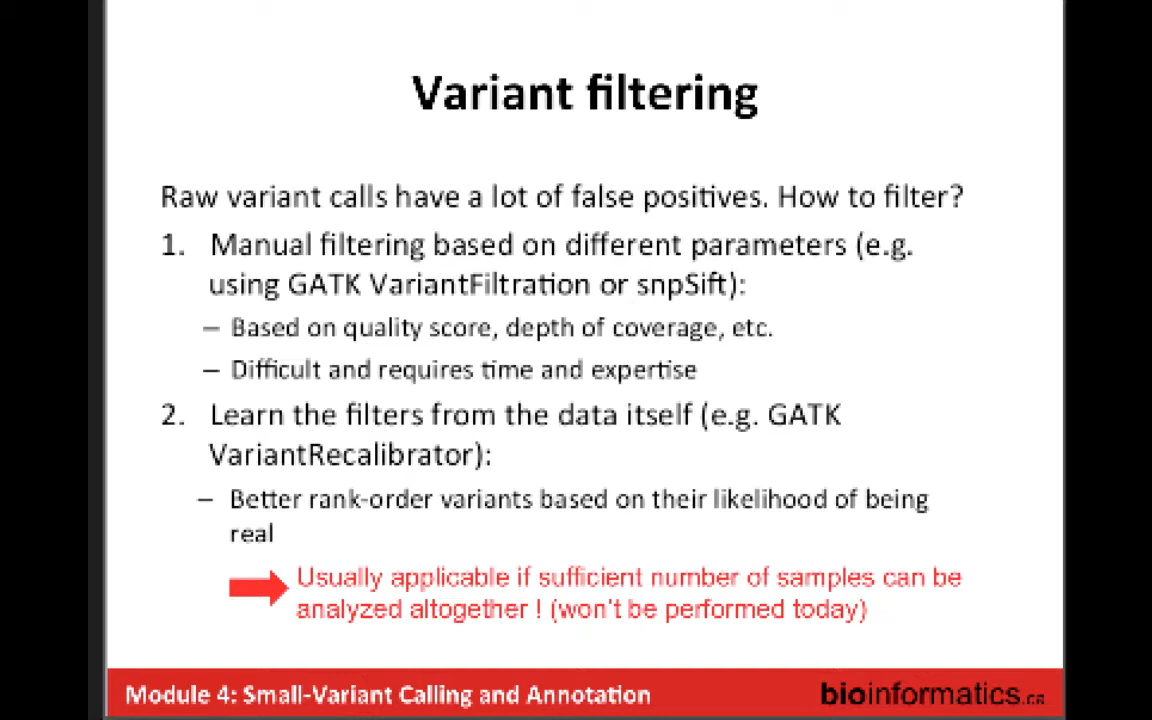 Variant filtering
Raw variant calls have a lot of false positives. How to filter?
1. Manual filtering based on different parameters (e.g.
using GATK VariantFiltration or snpSift):
– Based on quality score, depth of coverage, etc.
– Difficult and requires time and expertise
2. Learn the filters from the data itself (e.g. GATK
VariantRecalibrator):
– Better rank-order variants based on their likelihood of being
real
Usually applicable if sufficient number of samples can be
analyzed altogether ! (won't be performed today)
Module 4: Small-Variant Calling and Annotation
bioinformatics.ca